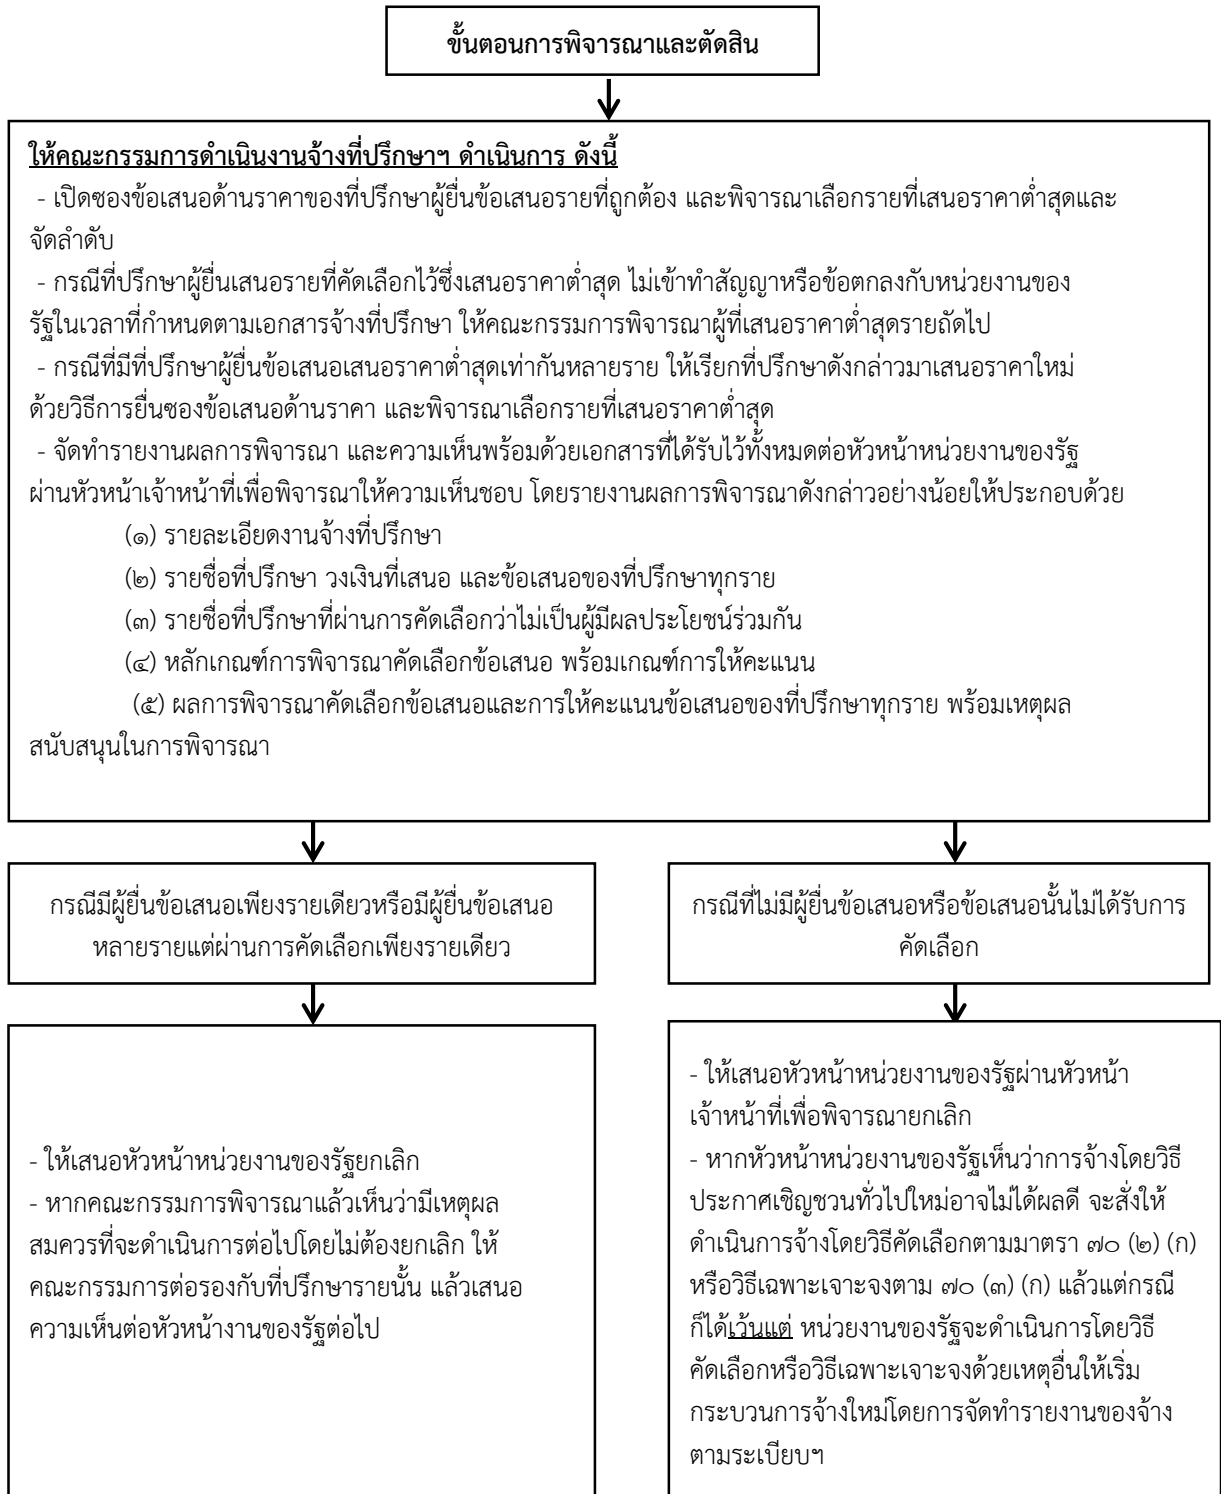 ขั้นตอนการพิจารณาและตัดสิน
ให้คณะกรรมการดำเนินงานจ้างที่ปรึกษาฯ ดำเนินการ ดังนี้
- เปิดซองข้อเสนอด้านราคาของที่ปรึกษาผู้ยื่นข้อเสนอรายที่ถูกต้อง และพิจารณาเลือกรายที่เสนอราคาต่ำสุดและ
จัดลำดับ
- กรณีที่ปรึกษาผู้ยื่นเสนอรายที่คัดเลือกไว้ซึ่งเสนอราคาต่ำสุด ไม่เข้าทำสัญญาหรือข้อตกลงกับหน่วยงานของ
รัฐในเวลาที่กำหนดตามเอกสารจ้างที่ปรึกษา ให้คณะกรรมการพิจารณาผู้ที่เสนอราคาต่ำสุดรายถัดไป
- กรณีที่มีที่ปรึกษาผู้ยื่นข้อเสนอเสนอราคาต่ำสุดเท่ากันหลายราย ให้เรียกที่ปรึกษาดังกล่าวมาเสนอราคาใหม่
ด้วยวิธีการยื่นซองข้อเสนอด้านราคา และพิจารณาเลือกรายที่เสนอราคาต่ำสุด
- จัดทำรายงานผลการพิจารณา และความเห็นพร้อมด้วยเอกสารที่ได้รับไว้ทั้งหมดต่อหัวหน้าหน่วยงานของรัฐ
ผ่านหัวหน้าเจ้าหน้าที่เพื่อพิจารณาให้ความเห็นชอบ โดยรายงานผลการพิจารณาดังกล่าวอย่างน้อยให้ประกอบด้วย
(๑) รายละเอียดงานจ้างที่ปรึกษา
(๒) รายชื่อที่ปรึกษา วงเงินที่เสนอ และข้อเสนอของที่ปรึกษาทุกราย
(๓) รายชื่อที่ปรึกษาที่ผ่านการคัดเลือกว่าไม่เป็นผู้มีผลประโยชน์ร่วมกัน
(๔) หลักเกณฑ์การพิจารณาคัดเลือกข้อเสนอ พร้อมเกณฑ์การให้คะแนน
(๕) ผลการพิจารณาคัดเลือกข้อเสนอและการให้คะแนนข้อเสนอของที่ปรึกษาทุกราย พร้อมเหตุผล
สนับสนุนในการพิจารณา
กรณีมีผู้ยื่นข้อเสนอเพียงรายเดียวหรือมีผู้ยื่นข้อเสนอ
หลายรายแต่ผ่านการคัดเลือกเพียงรายเดียว
- ให้เสนอหัวหน้าหน่วยงานของรัฐยกเลิก
- หากคณะกรรมการพิจารณาแล้วเห็นว่ามีเหตุผล
สมควรที่จะดำเนินการต่อไปโดยไม่ต้องยกเลิก ให้
คณะกรรมการต่อรองกับที่ปรึกษารายนั้น แล้วเสนอ
ความเห็นต่อหัวหน้างานของรัฐต่อไป
กรณีที่ไม่มีผู้ยื่นข้อเสนอหรือข้อเสนอนั้นไม่ได้รับการ
คัดเลือก
- ให้เสนอหัวหน้าหน่วยงานของรัฐผ่านหัวหน้า
เจ้าหน้าที่เพื่อพิจารณายกเลิก
- หากหัวหน้าหน่วยงานของรัฐเห็นว่าการจ้างโดยวิธี
ประกาศเชิญชวนทั่วไปใหม่อาจไม่ได้ผลดี จะสั่งให้
ดำเนินการจ้างโดยวิธีคัดเลือกตามมาตรา ๗๐ (๒) (ก)
หรือวิธีเฉพาะเจาะจงตาม ๗๐ (๓) (ก) แล้วแต่กรณี
ก็ได้เว้นแต่ หน่วยงานของรัฐจะดำเนินการโดยวิธี
คัดเลือกหรือวิธีเฉพาะเจาะจงด้วยเหตุอื่นให้เริ่ม
กระบวนการจ้างใหม่โดยการจัดทำรายงานของจ้าง
ตามระเบียบฯ